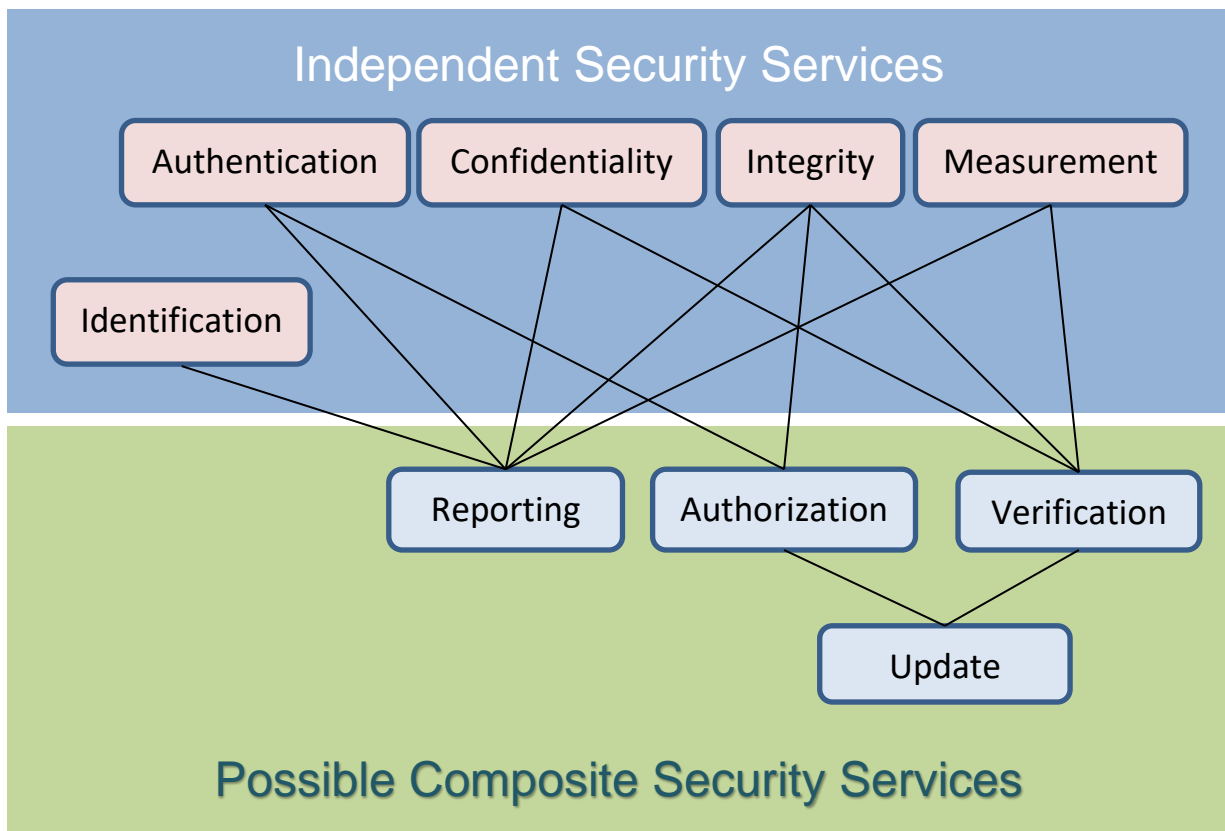 Independent Security Services
Authentication
Confidentiality
Integrity
Measurement
Identification
Reporting
Authorization
Verification
Update
Possible Composite Security Services